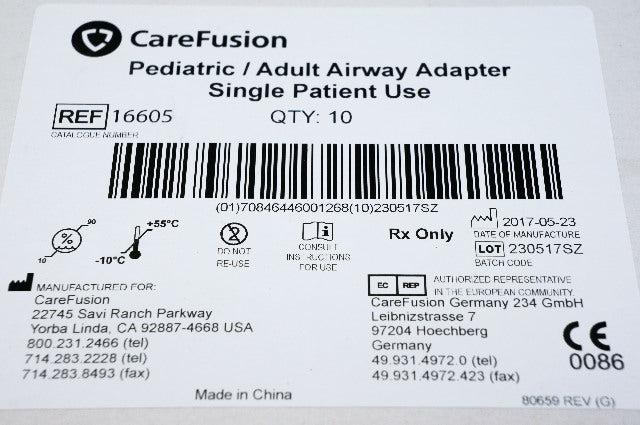 CareFusion
Pediatric / Adult Airway Adapter
Single Patient Use
REF 16605 QTY: 10
CATALOGUE NUMBER
(01)70846446001268(10)230517SZ
90
10
+55°C
-10°C
DO NOT
RE-USE
CONSULT
INSTRUCTIONS
FOR USE
Rx Only
2017-05-23
DATE OF MANUFACTURE
LOT 230517SZ
BATCH CODE
MANUFACTURED FOR:
CareFusion
22745 Savi Ranch Parkway
Yorba Linda, CA 92887-4668 USA
800.231.2466 (tel)
714.283.2228 (tel)
714.283.8493 (fax)
EC REP AUTHORIZED REPRESENTATIVE
IN THE EUROPEAN COMMUNITY.
CareFusion Germany 234 GmbH
Leibnizstrasse 7
97204 Hoechberg
Germany
49.931.4972.0 (tel)
49.931.4972.423 (fax)
CE
0086
Made in China
80659 REV (G)